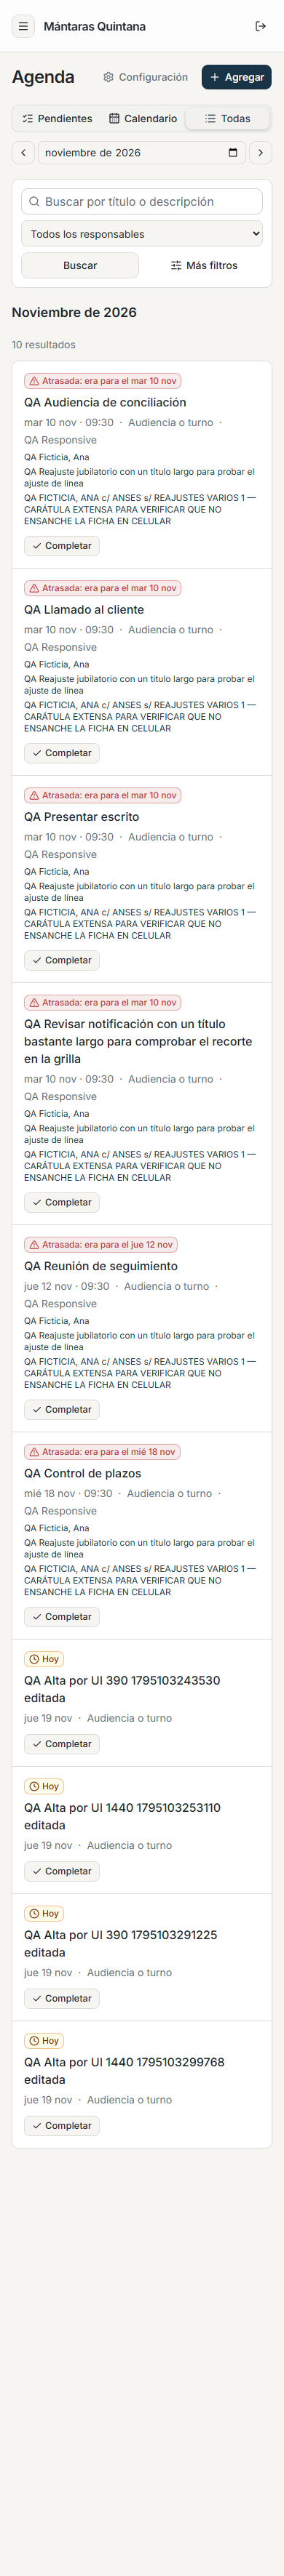 Mántaras Quintana
Agenda
Configuración
Agregar
Pendientes
Calendario
Todas
noviembre de 2026
Buscar por título o descripción
Todos los responsables
Buscar
Más filtros
Noviembre de 2026
10 resultados
Atrasada: era para el mar 10 nov
QA Audiencia de conciliación
mar 10 nov · 09:30 · Audiencia o turno ·
QA Responsive
QA Ficticia, Ana
QA Reajuste jubilatorio con un título largo para probar el
ajuste de línea
QA FICTICIA, ANA c/ ANSES s/ REAJUSTES VARIOS 1 —
CARÁTULA EXTENSA PARA VERIFICAR QUE NO
ENSANCHE LA FICHA EN CELULAR
Completar
Atrasada: era para el mar 10 nov
QA Llamado al cliente
mar 10 nov · 09:30 · Audiencia o turno ·
QA Responsive
QA Ficticia, Ana
QA Reajuste jubilatorio con un título largo para probar el
ajuste de línea
QA FICTICIA, ANA c/ ANSES s/ REAJUSTES VARIOS 1 —
CARÁTULA EXTENSA PARA VERIFICAR QUE NO
ENSANCHE LA FICHA EN CELULAR
Completar
Atrasada: era para el mar 10 nov
QA Presentar escrito
mar 10 nov · 09:30 · Audiencia o turno ·
QA Responsive
QA Ficticia, Ana
QA Reajuste jubilatorio con un título largo para probar el
ajuste de línea
QA FICTICIA, ANA c/ ANSES s/ REAJUSTES VARIOS 1 —
CARÁTULA EXTENSA PARA VERIFICAR QUE NO
ENSANCHE LA FICHA EN CELULAR
Completar
Atrasada: era para el mar 10 nov
QA Revisar notificación con un título
bastante largo para comprobar el recorte
en la grilla
mar 10 nov · 09:30 · Audiencia o turno ·
QA Responsive
QA Ficticia, Ana
QA Reajuste jubilatorio con un título largo para probar el
ajuste de línea
QA FICTICIA, ANA c/ ANSES s/ REAJUSTES VARIOS 1 —
CARÁTULA EXTENSA PARA VERIFICAR QUE NO
ENSANCHE LA FICHA EN CELULAR
Completar
Atrasada: era para el jue 12 nov
QA Reunión de seguimiento
jue 12 nov · 09:30 · Audiencia o turno ·
QA Responsive
QA Ficticia, Ana
QA Reajuste jubilatorio con un título largo para probar el
ajuste de línea
QA FICTICIA, ANA c/ ANSES s/ REAJUSTES VARIOS 1 —
CARÁTULA EXTENSA PARA VERIFICAR QUE NO
ENSANCHE LA FICHA EN CELULAR
Completar
Atrasada: era para el mié 18 nov
QA Control de plazos
mié 18 nov · 09:30 · Audiencia o turno ·
QA Responsive
QA Ficticia, Ana
QA Reajuste jubilatorio con un título largo para probar el
ajuste de línea
QA FICTICIA, ANA c/ ANSES s/ REAJUSTES VARIOS 1 —
CARÁTULA EXTENSA PARA VERIFICAR QUE NO
ENSANCHE LA FICHA EN CELULAR
Completar
Hoy
QA Alta por UI 390 1795103243530
editada
jue 19 nov · Audiencia o turno
Completar
Hoy
QA Alta por UI 1440 1795103253110
editada
jue 19 nov · Audiencia o turno
Completar
Hoy
QA Alta por UI 390 1795103291225
editada
jue 19 nov · Audiencia o turno
Completar
Hoy
QA Alta por UI 1440 1795103299768
editada
jue 19 nov · Audiencia o turno
Completar